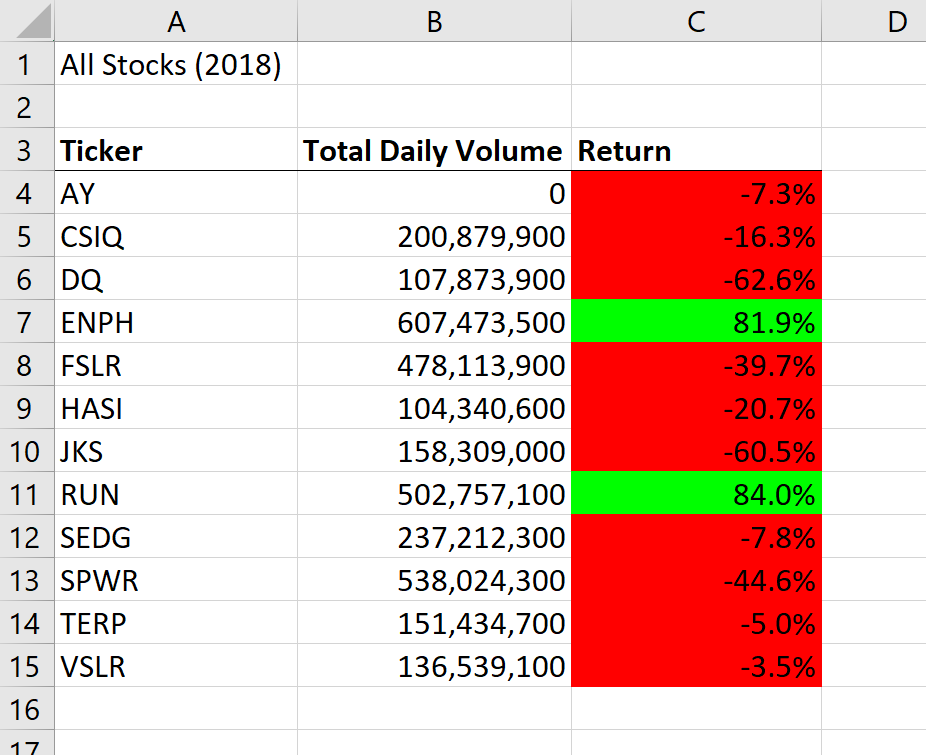 A B C D
1 All Stocks (2018)
2
3 Ticker Total Daily Volume Return
4 AY 0 -7.3%
5 CSIQ 200,879,900 -16.3%
6 DQ 107,873,900 -62.6%
7 ENPH 607,473,500 81.9%
8 FSLR 478,113,900 -39.7%
9 HASI 104,340,600 -20.7%
10 JKS 158,309,000 -60.5%
11 RUN 502,757,100 84.0%
12 SEDG 237,212,300 -7.8%
13 SPWR 538,024,300 -44.6%
14 TERP 151,434,700 -5.0%
15 VSLR 136,539,100 -3.5%
16
17